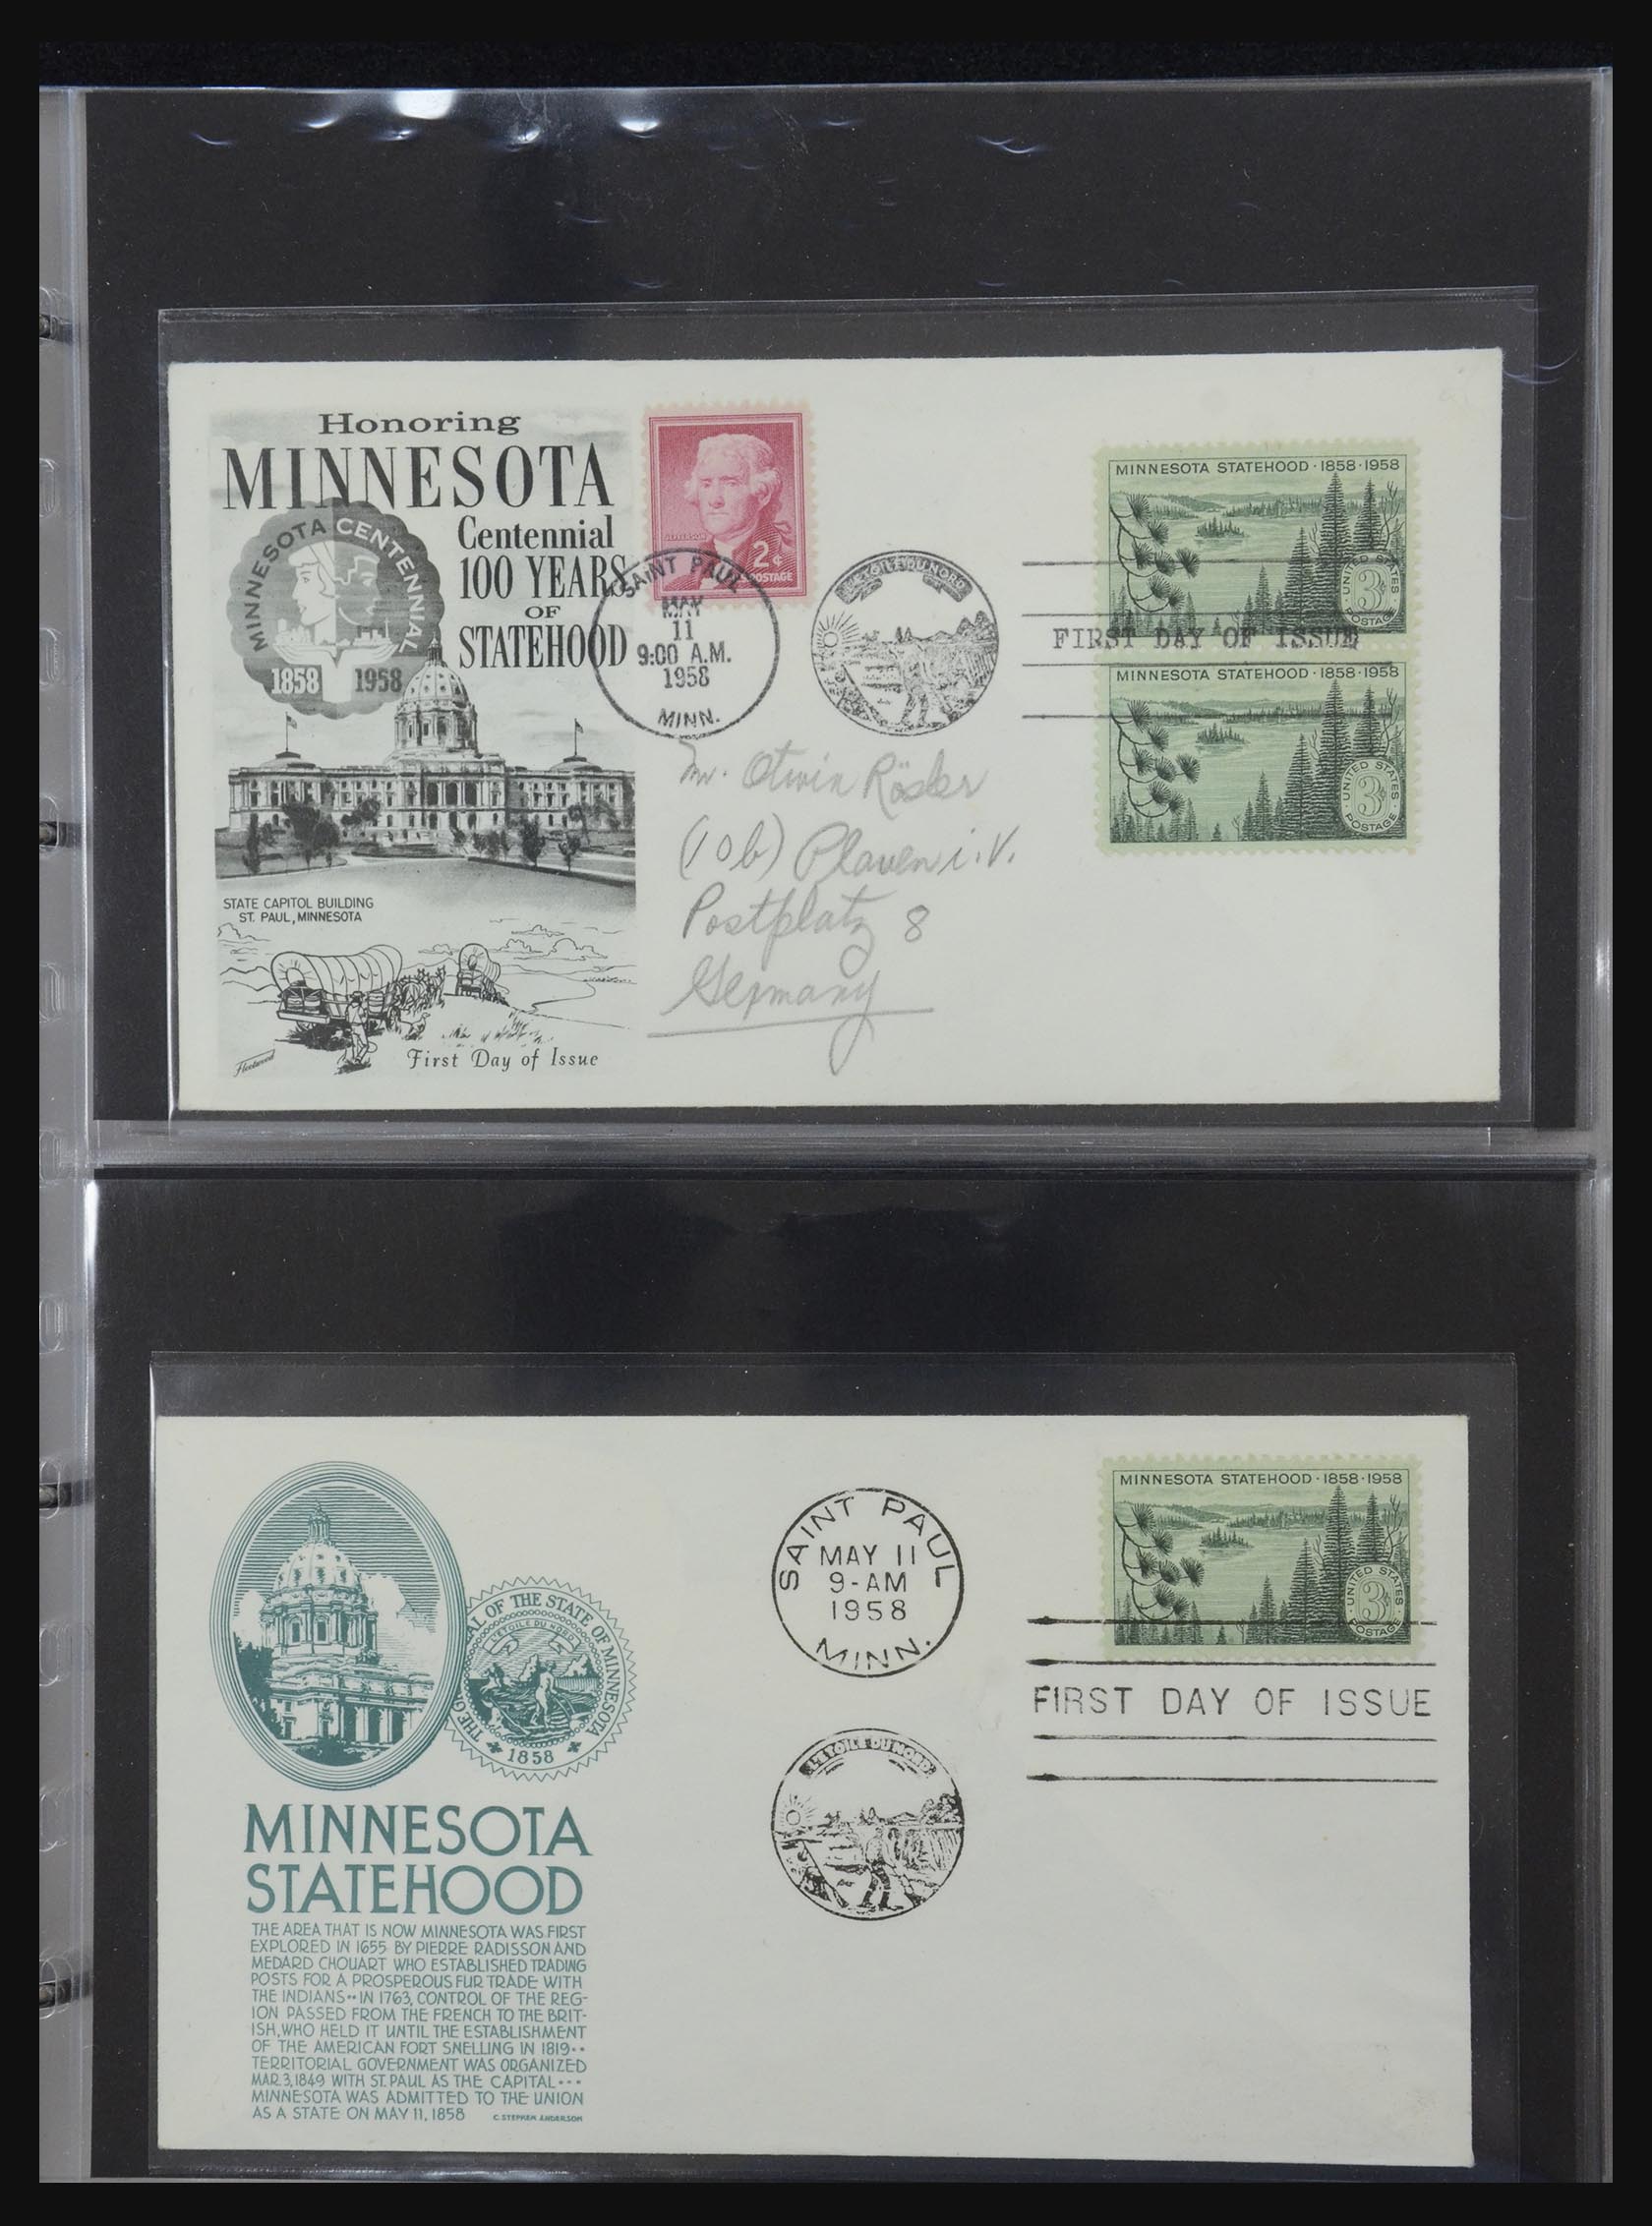 Honoring
MINNESOTA
Centennial
100 YEARS
OF
STATEHOOD
MINNESOTA CENTENNIAL
1858 1958
STATE CAPITOL BUILDING
ST. PAUL, MINNESOTA
Fleetwood
First Day of Issue
JEFFERSON
2¢
U.S. POSTAGE
SAINT PAUL
MAY
11
9:00 A.M.
1958
MINN.
L'ETOILE DU NORD
FIRST DAY OF ISSUE
MINNESOTA STATEHOOD · 1858 · 1958
UNITED STATES
3¢
POSTAGE
MINNESOTA STATEHOOD · 1858 · 1958
UNITED STATES
3¢
POSTAGE
Mr. Otwin Rösler
(10b) Plauen i.V.
Postplatz 8
Germany
THE GREAT SEAL OF THE STATE OF MINNESOTA
L'ETOILE DU NORD
1858
MINNESOTA
STATEHOOD
THE AREA THAT IS NOW MINNESOTA WAS FIRST
EXPLORED IN 1655 BY PIERRE RADISSON AND
MEDARD CHOUART WHO ESTABLISHED TRADING
POSTS FOR A PROSPEROUS FUR TRADE WITH
THE INDIANS·· IN 1763, CONTROL OF THE REG-
ION PASSED FROM THE FRENCH TO THE BRIT-
ISH, WHO HELD IT UNTIL THE ESTABLISHMENT
OF THE AMERICAN FORT SNELLING IN 1819··
TERRITORIAL GOVERNMENT WAS ORGANIZED
MAR. 3, 1849 WITH ST. PAUL AS THE CAPITAL···
MINNESOTA WAS ADMITTED TO THE UNION
AS A STATE ON MAY 11, 1858 C. STEPHEN ANDERSON
SAINT PAUL
MAY 11
9-AM
1958
MINN.
L'ETOILE DU NORD
MINNESOTA STATEHOOD · 1858 · 1958
UNITED STATES
3¢
POSTAGE
FIRST DAY OF ISSUE